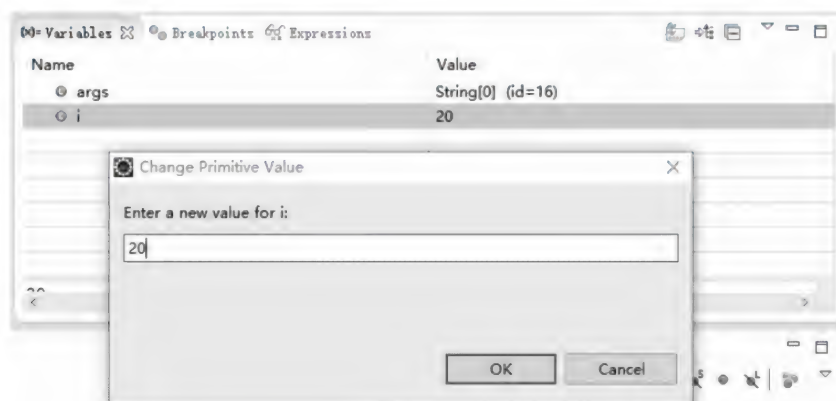 (x)= Variables Breakpoints Expressions
Name Value
args String[0] (id=16)
i 20
Change Primitive Value
Enter a new value for i:
20
OK Cancel